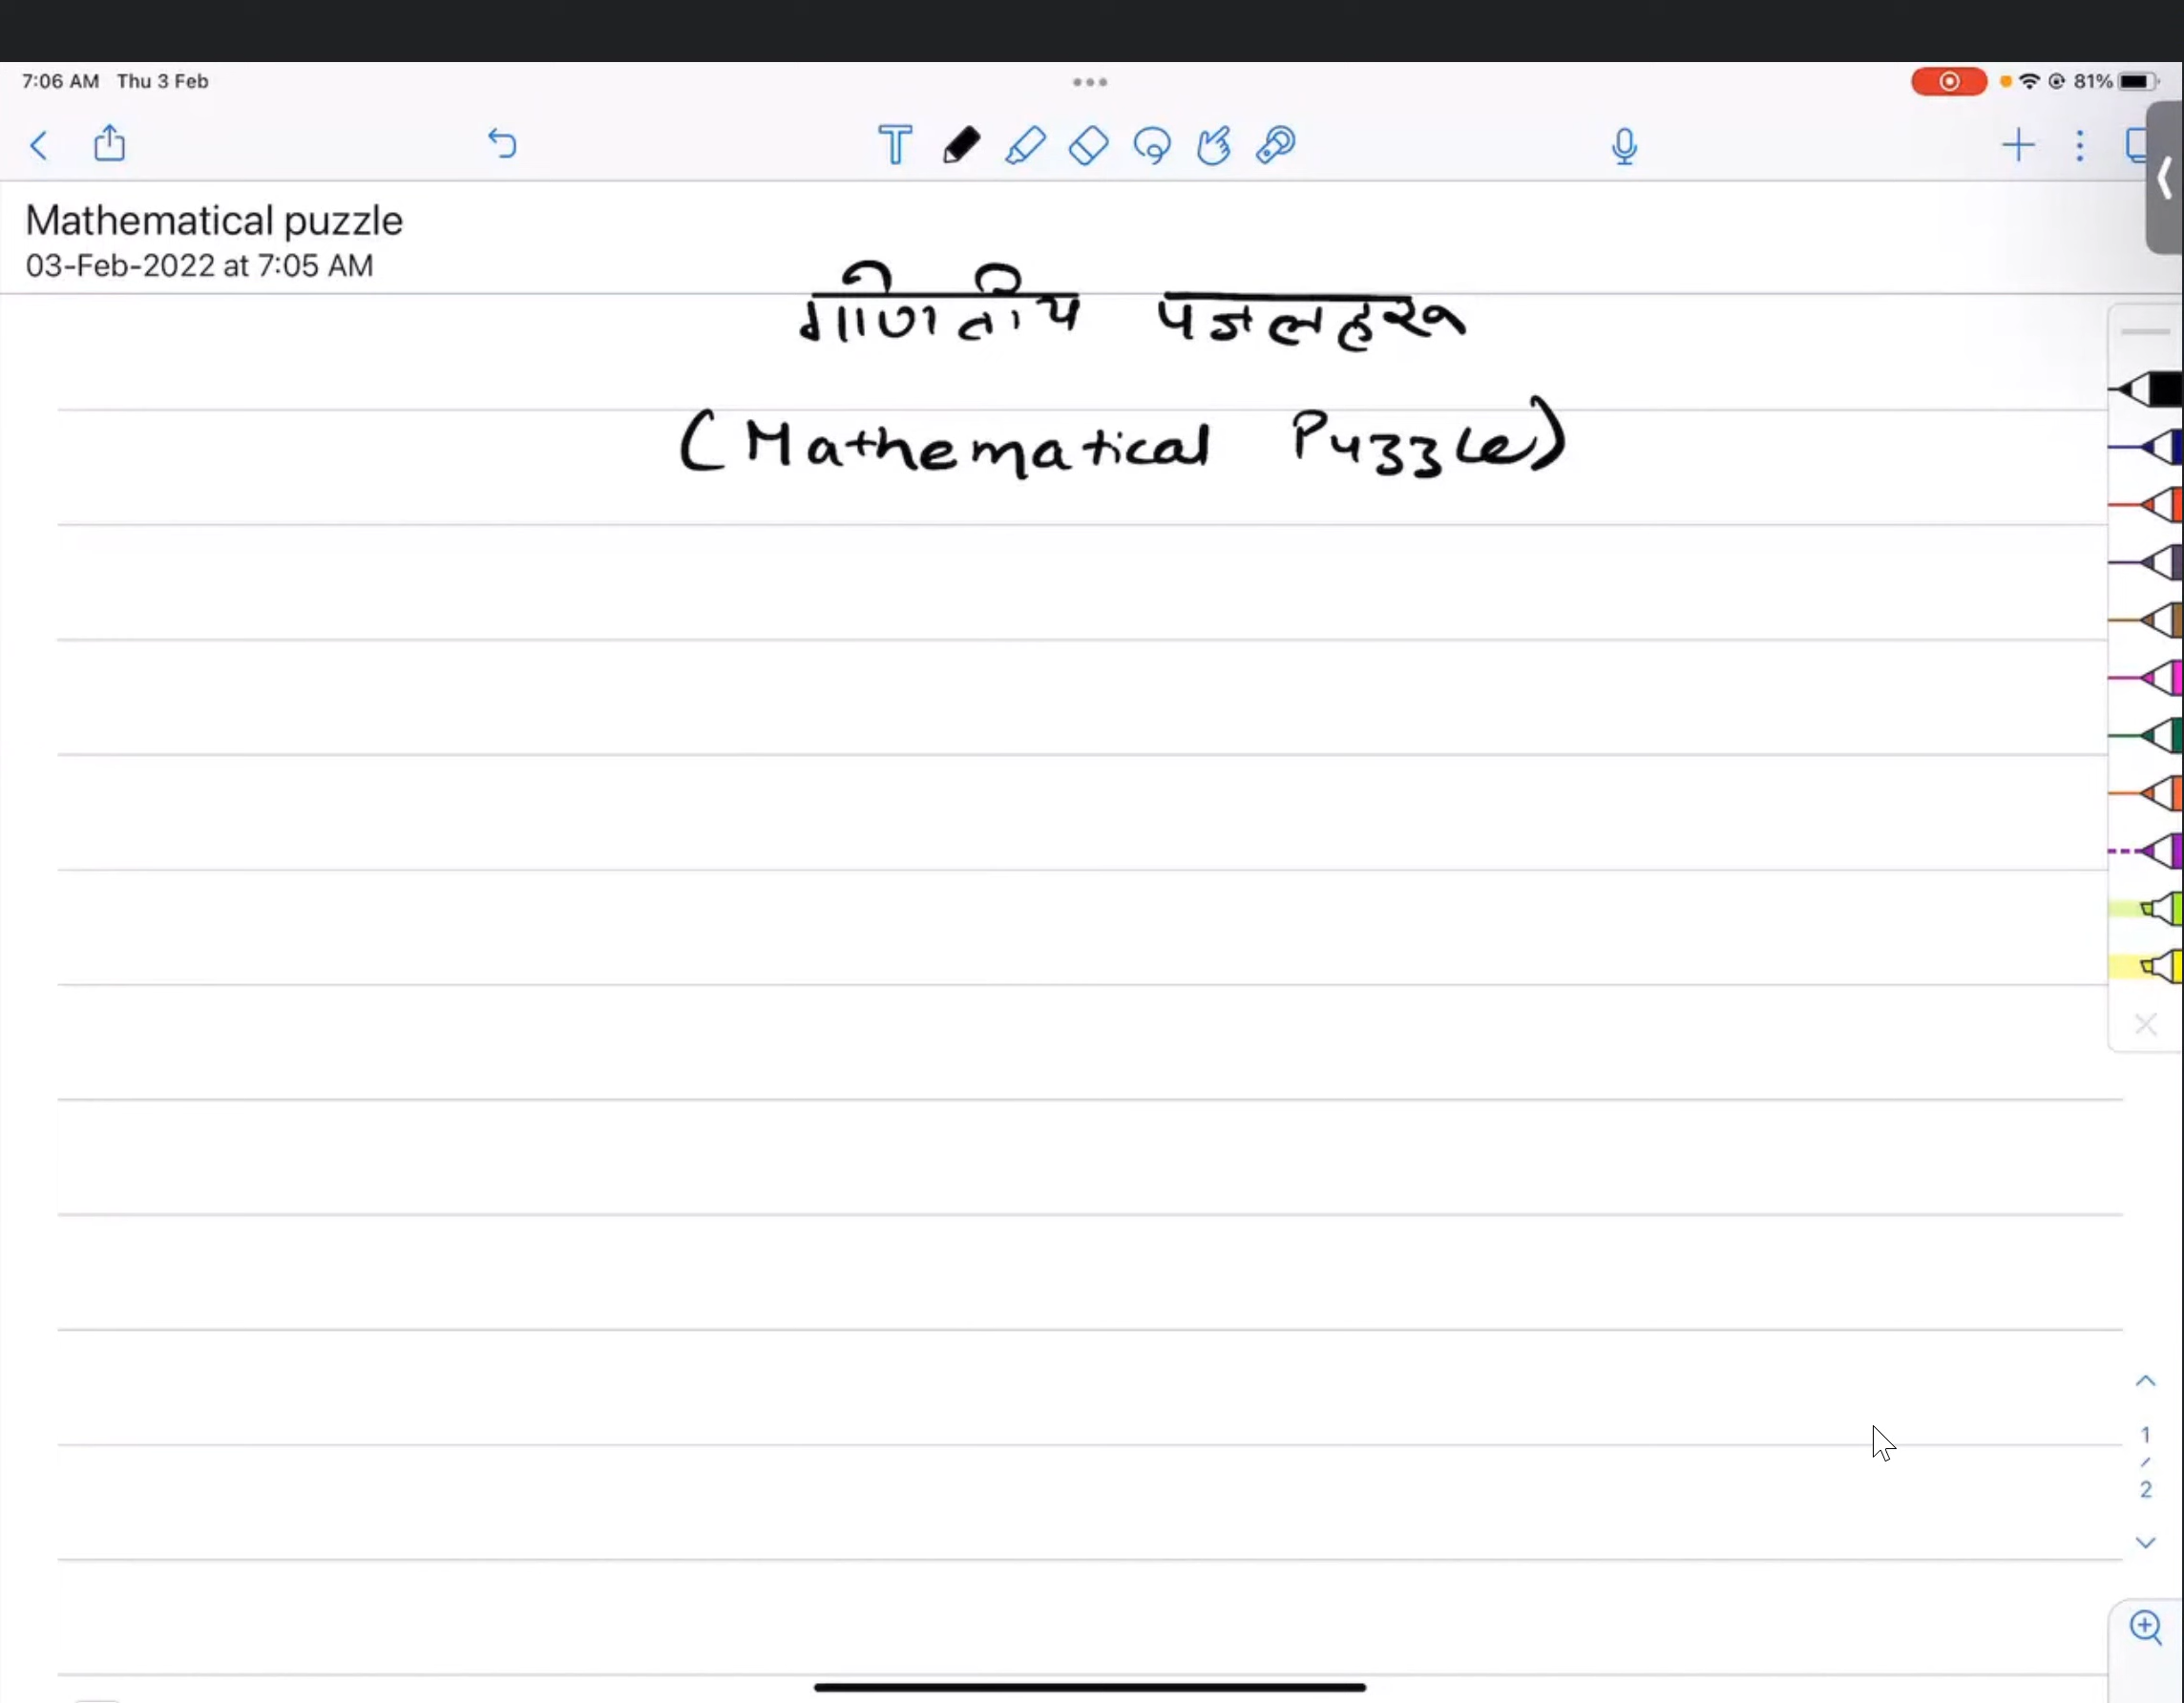 7:06 AM Thu 3 Feb
81%
Mathematical puzzle
03-Feb-2022 at 7:05 AM
गणितीय पजलहरू
(Mathematical Puzzle)
1
/
2